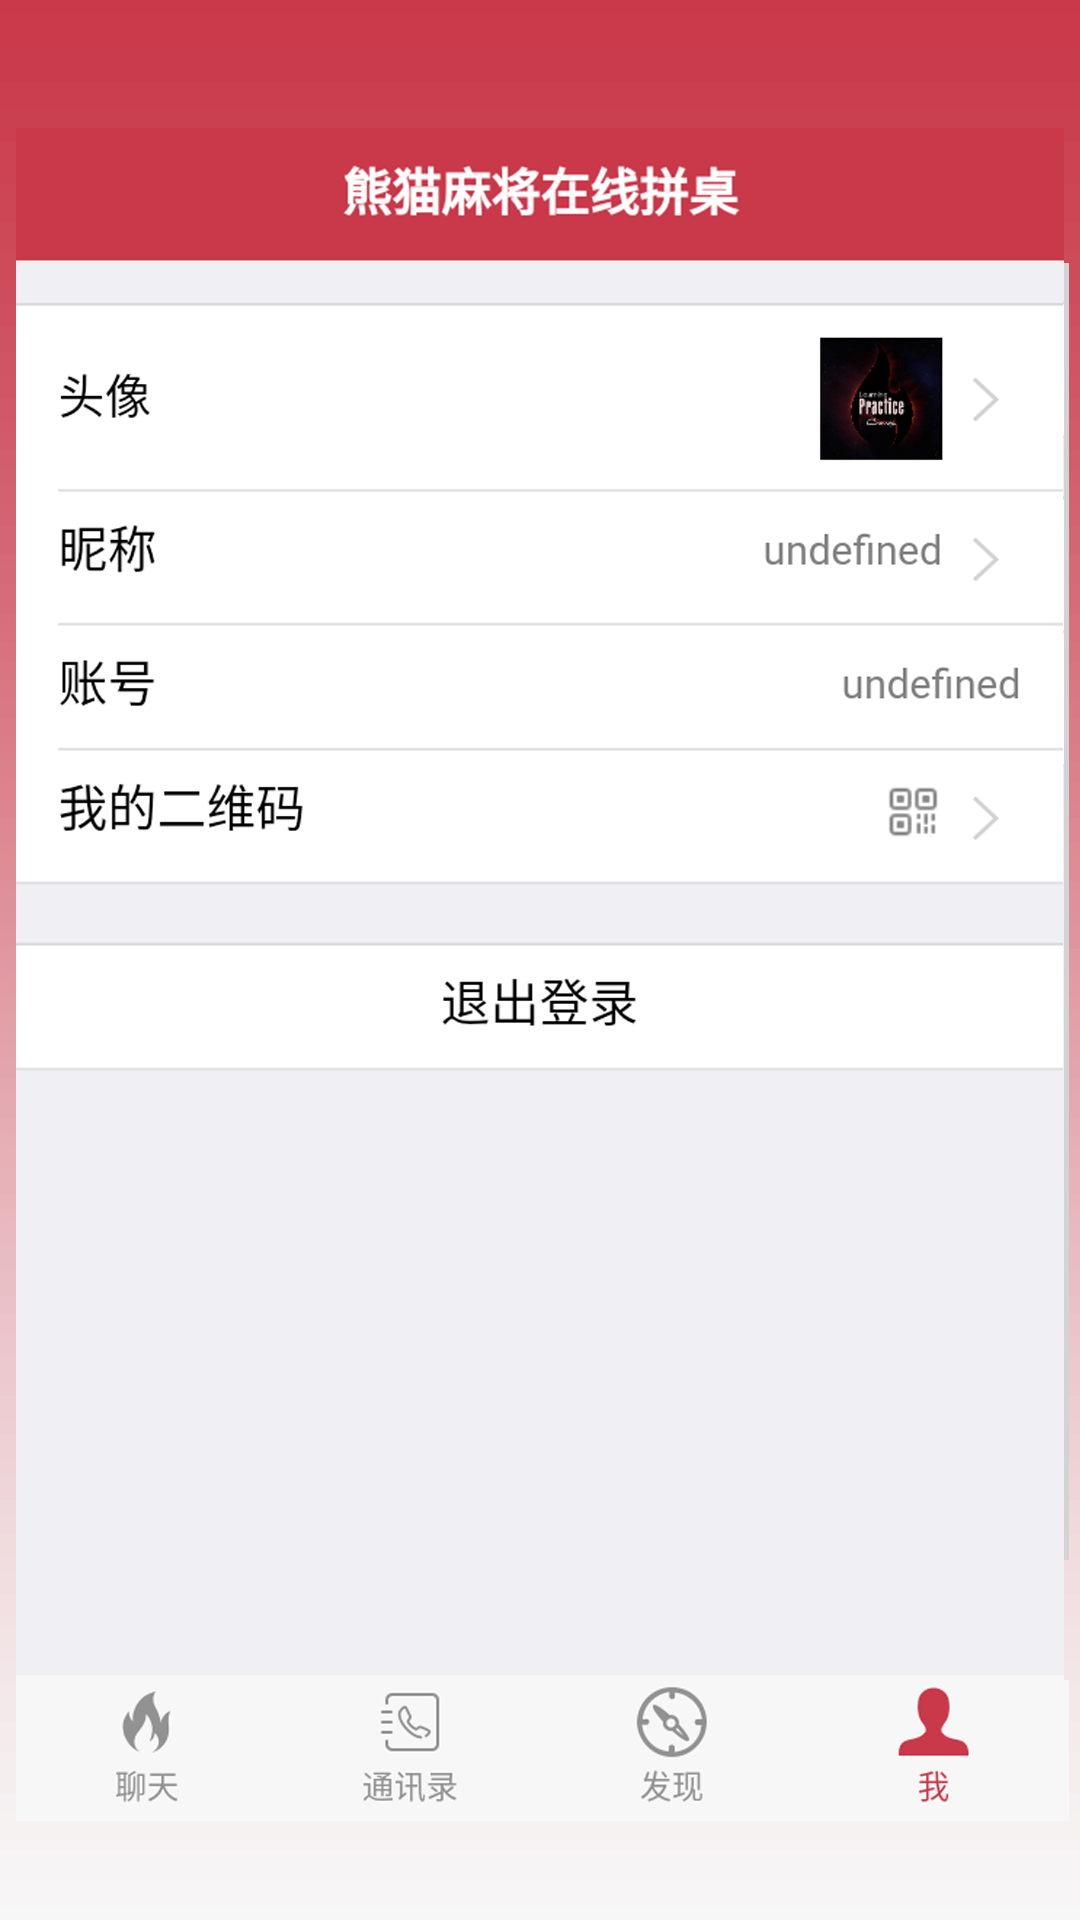 熊猫麻将在线拼桌
头像
Learning
Practice
昵称 undefined
账号 undefined
我的二维码
退出登录
聊天 通讯录 发现 我